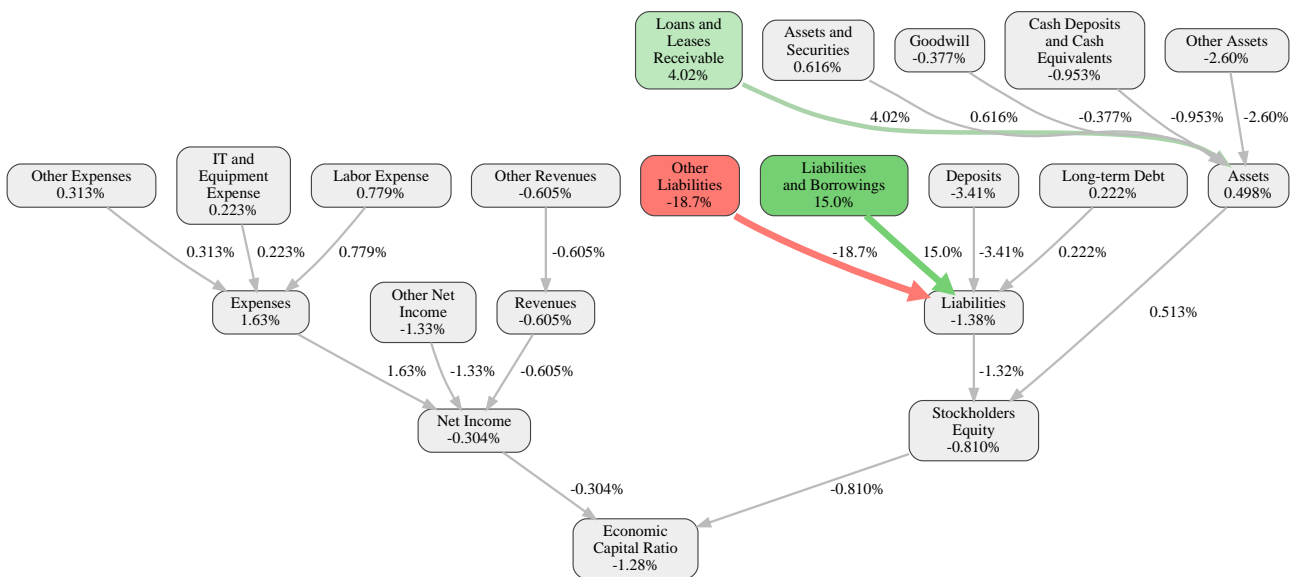 Loans and
Leases
Receivable
4.02%
Assets and
Securities
0.616%
Goodwill
-0.377%
Cash Deposits
and Cash
Equivalents
-0.953%
Other Assets
-2.60%
4.02%
0.616%
-0.377%
-0.953%
-2.60%
Other Expenses
0.313%
IT and
Equipment
Expense
0.223%
Labor Expense
0.779%
Other Revenues
-0.605%
Other
Liabilities
-18.7%
Liabilities
and Borrowings
15.0%
Deposits
-3.41%
Long-term Debt
0.222%
Assets
0.498%
0.313%
0.223%
0.779%
-0.605%
-18.7%
15.0%
-3.41%
0.222%
Expenses
1.63%
Other Net
Income
-1.33%
Revenues
-0.605%
Liabilities
-1.38%
0.513%
1.63%
-1.33%
-0.605%
-1.32%
Net Income
-0.304%
Stockholders
Equity
-0.810%
-0.304%
-0.810%
Economic
Capital Ratio
-1.28%